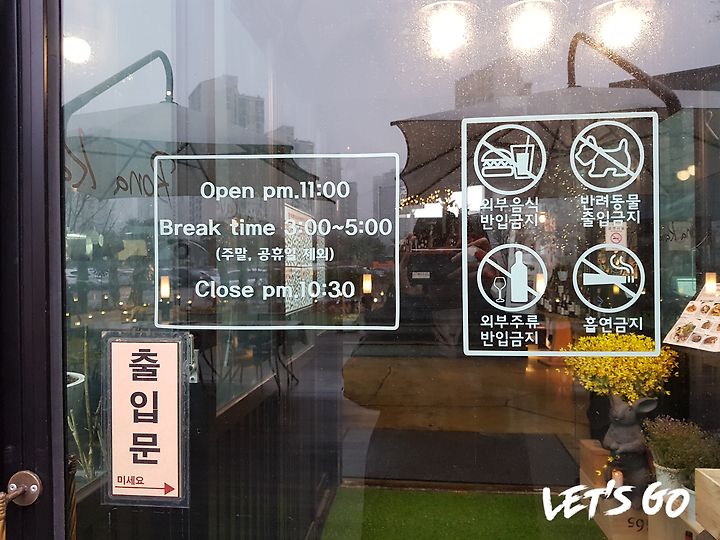 Open pm.11:00
Break time 3:00~5:00
(주말, 공휴일 제외)
Close pm.10:30
외부음식
반입금지
반려동물
출입금지
외부주류
반입금지
흡연금지
출입문
미세요
LET'S GO